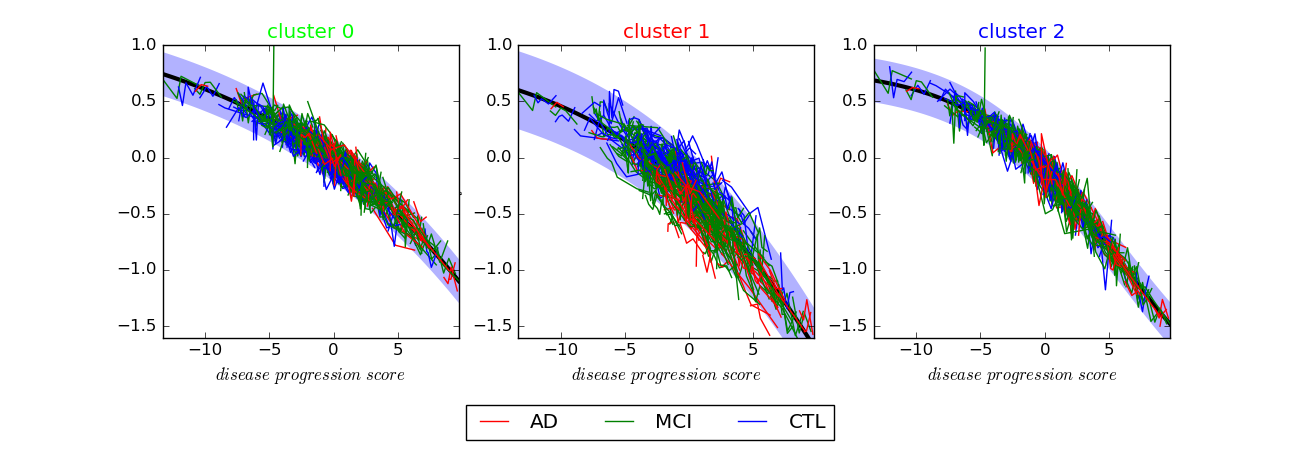 cluster 0 cluster 1 cluster 2
1.0 1.0 1.0
0.5 0.5 0.5
0.0 0.0 0.0
−0.5 −0.5 −0.5
−1.0 −1.0 −1.0
−1.5 −1.5 −1.5
−10 −5 0 5 −10 −5 0 5 −10 −5 0 5
disease progression score disease progression score disease progression score
AD MCI CTL